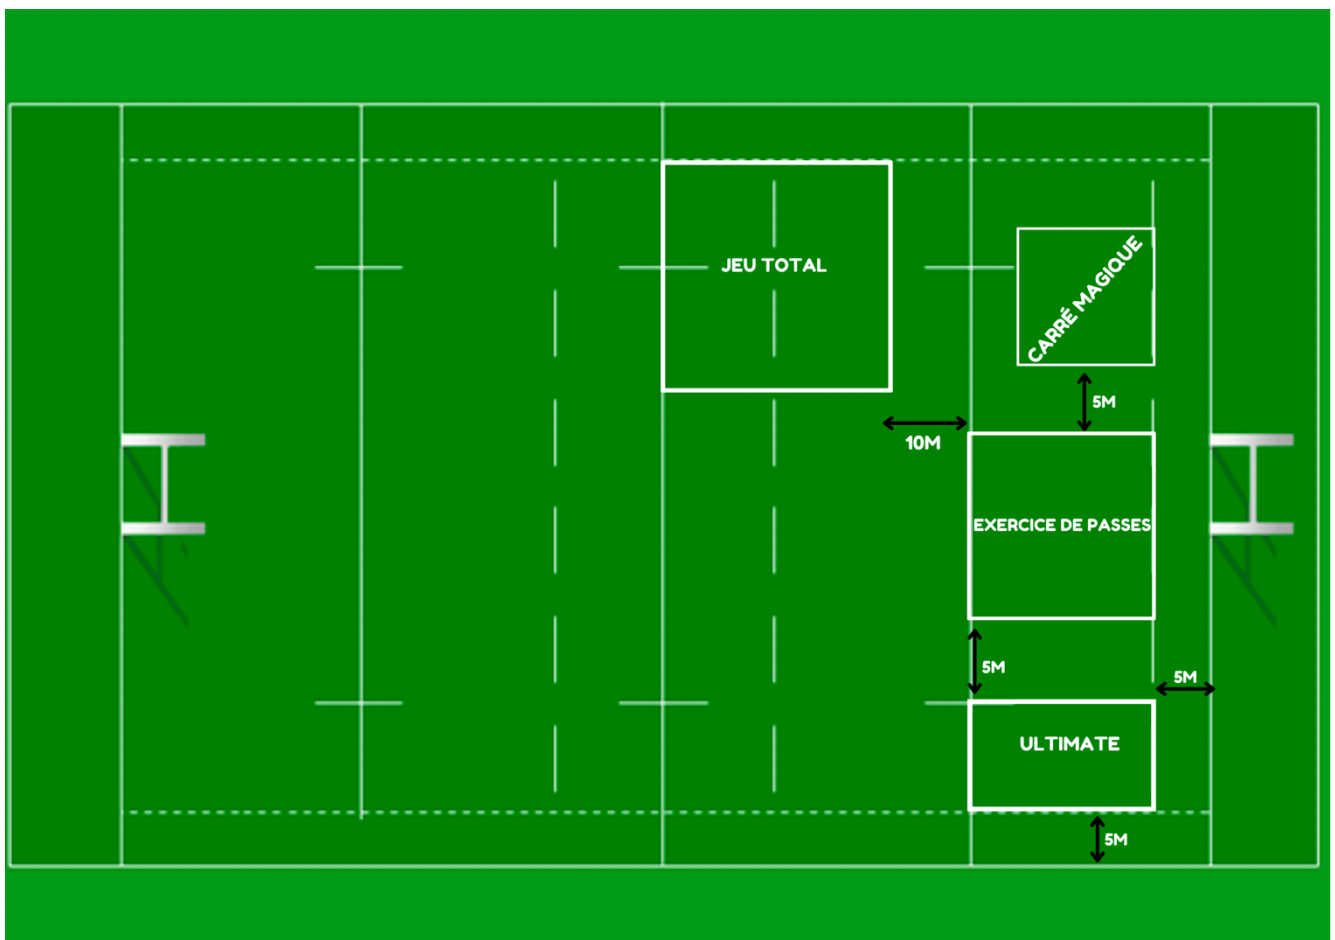 JEU TOTAL
CARRÉ MAGIQUE
5M
10M
EXERCICE DE PASSES
5M
5M
ULTIMATE
5M